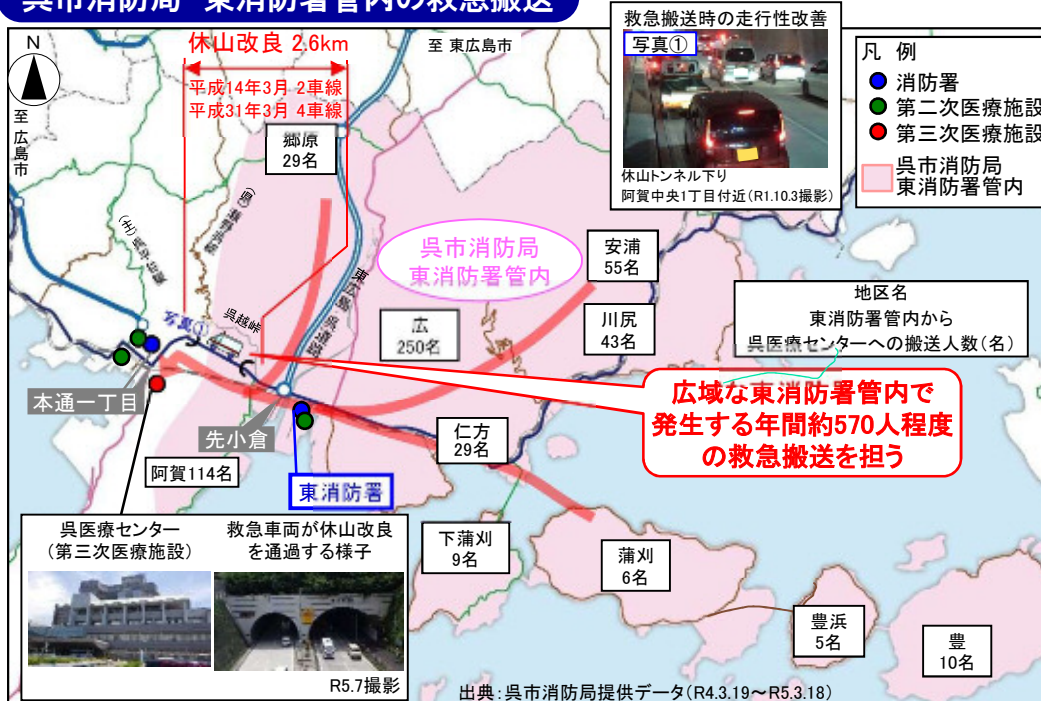 呉市消防局 東消防署管内の救急搬送
救急搬送時の走行性改善
写真①
休山トンネル下り
阿賀中央1丁目付近(R1.10.3撮影)
凡 例
消防署
第二次医療施設
第三次医療施設
呉市消防局
東消防署管内
N
至 広島市
休山改良 2.6km
平成14年3月 2車線
平成31年3月 4車線
至 東広島市
郷原
29名
呉市消防局
東消防署管内
安浦
55名
川尻
43名
地区名
東消防署管内から
呉医療センターへの搬送人数(名)
東広島・呉道路
呉越峠
写真①
広
250名
広域な東消防署管内で
発生する年間約570人程度
の救急搬送を担う
本通一丁目
先小倉
仁方
29名
阿賀114名
東消防署
下蒲刈
9名
蒲刈
6名
豊浜
5名
豊
10名
呉医療センター
(第三次医療施設)
救急車両が休山改良
を通過する様子
R5.7撮影
出典:呉市消防局提供データ(R4.3.19～R5.3.18)